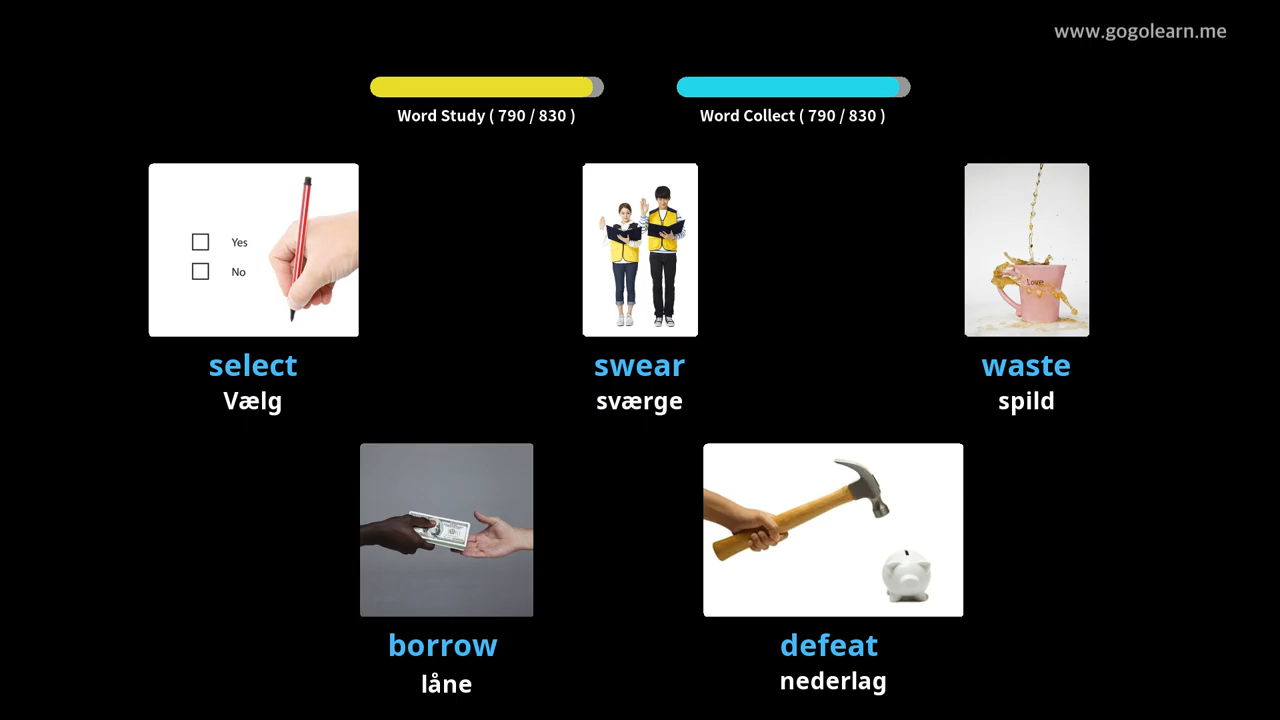 www.gogolearn.me
Word Study ( 790 / 830 )
Word Collect ( 790 / 830 )
Yes
No
Love
select
swear
waste
Vælg
sværge
spild
borrow
defeat
låne
nederlag